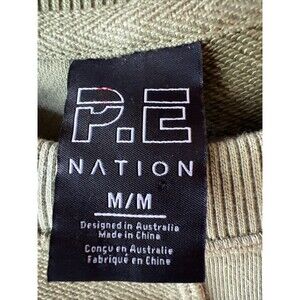 P.E
NATION
M/M
Designed in Australia
Made in China
Conçu en Australie
Fabriqué en Chine